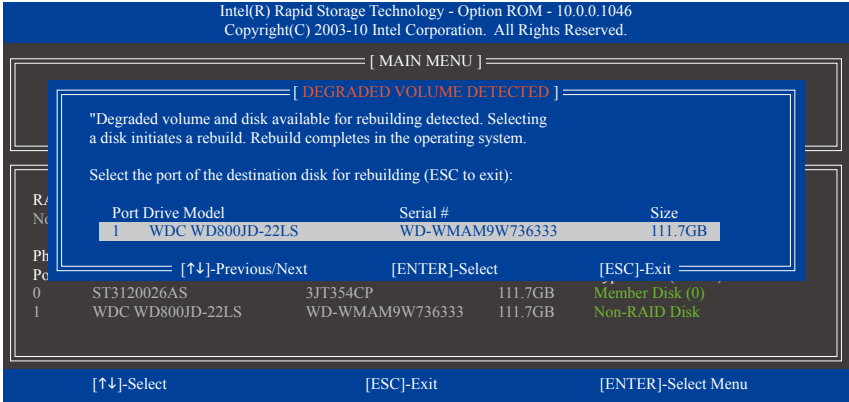 Intel(R) Rapid Storage Technology - Option ROM - 10.0.0.1046
Copyright(C) 2003-10 Intel Corporation. All Rights Reserved.
[ MAIN MENU ]
[ DEGRADED VOLUME DETECTED ]
"Degraded volume and disk available for rebuilding detected. Selecting
a disk initiates a rebuild. Rebuild completes in the operating system.
Select the port of the destination disk for rebuilding (ESC to exit):
Port Drive Model Serial # Size
1 WDC WD800JD-22LS WD-WMAM9W736333 111.7GB
[↑↓]-Previous/Next [ENTER]-Select [ESC]-Exit
0 ST3120026AS 3JT354CP 111.7GB Member Disk (0)
1 WDC WD800JD-22LS WD-WMAM9W736333 111.7GB Non-RAID Disk
[↑↓]-Select [ESC]-Exit [ENTER]-Select Menu